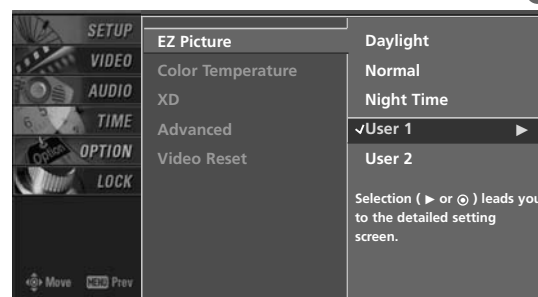 SETUP
VIDEO
AUDIO
TIME
OPTION
LOCK
Move MENU Prev
EZ Picture
Color Temperature
XD
Advanced
Video Reset
Daylight
Normal
Night Time
✓User 1 ▶
User 2
Selection ( ▶ or ◉ ) leads you
to the detailed setting
screen.